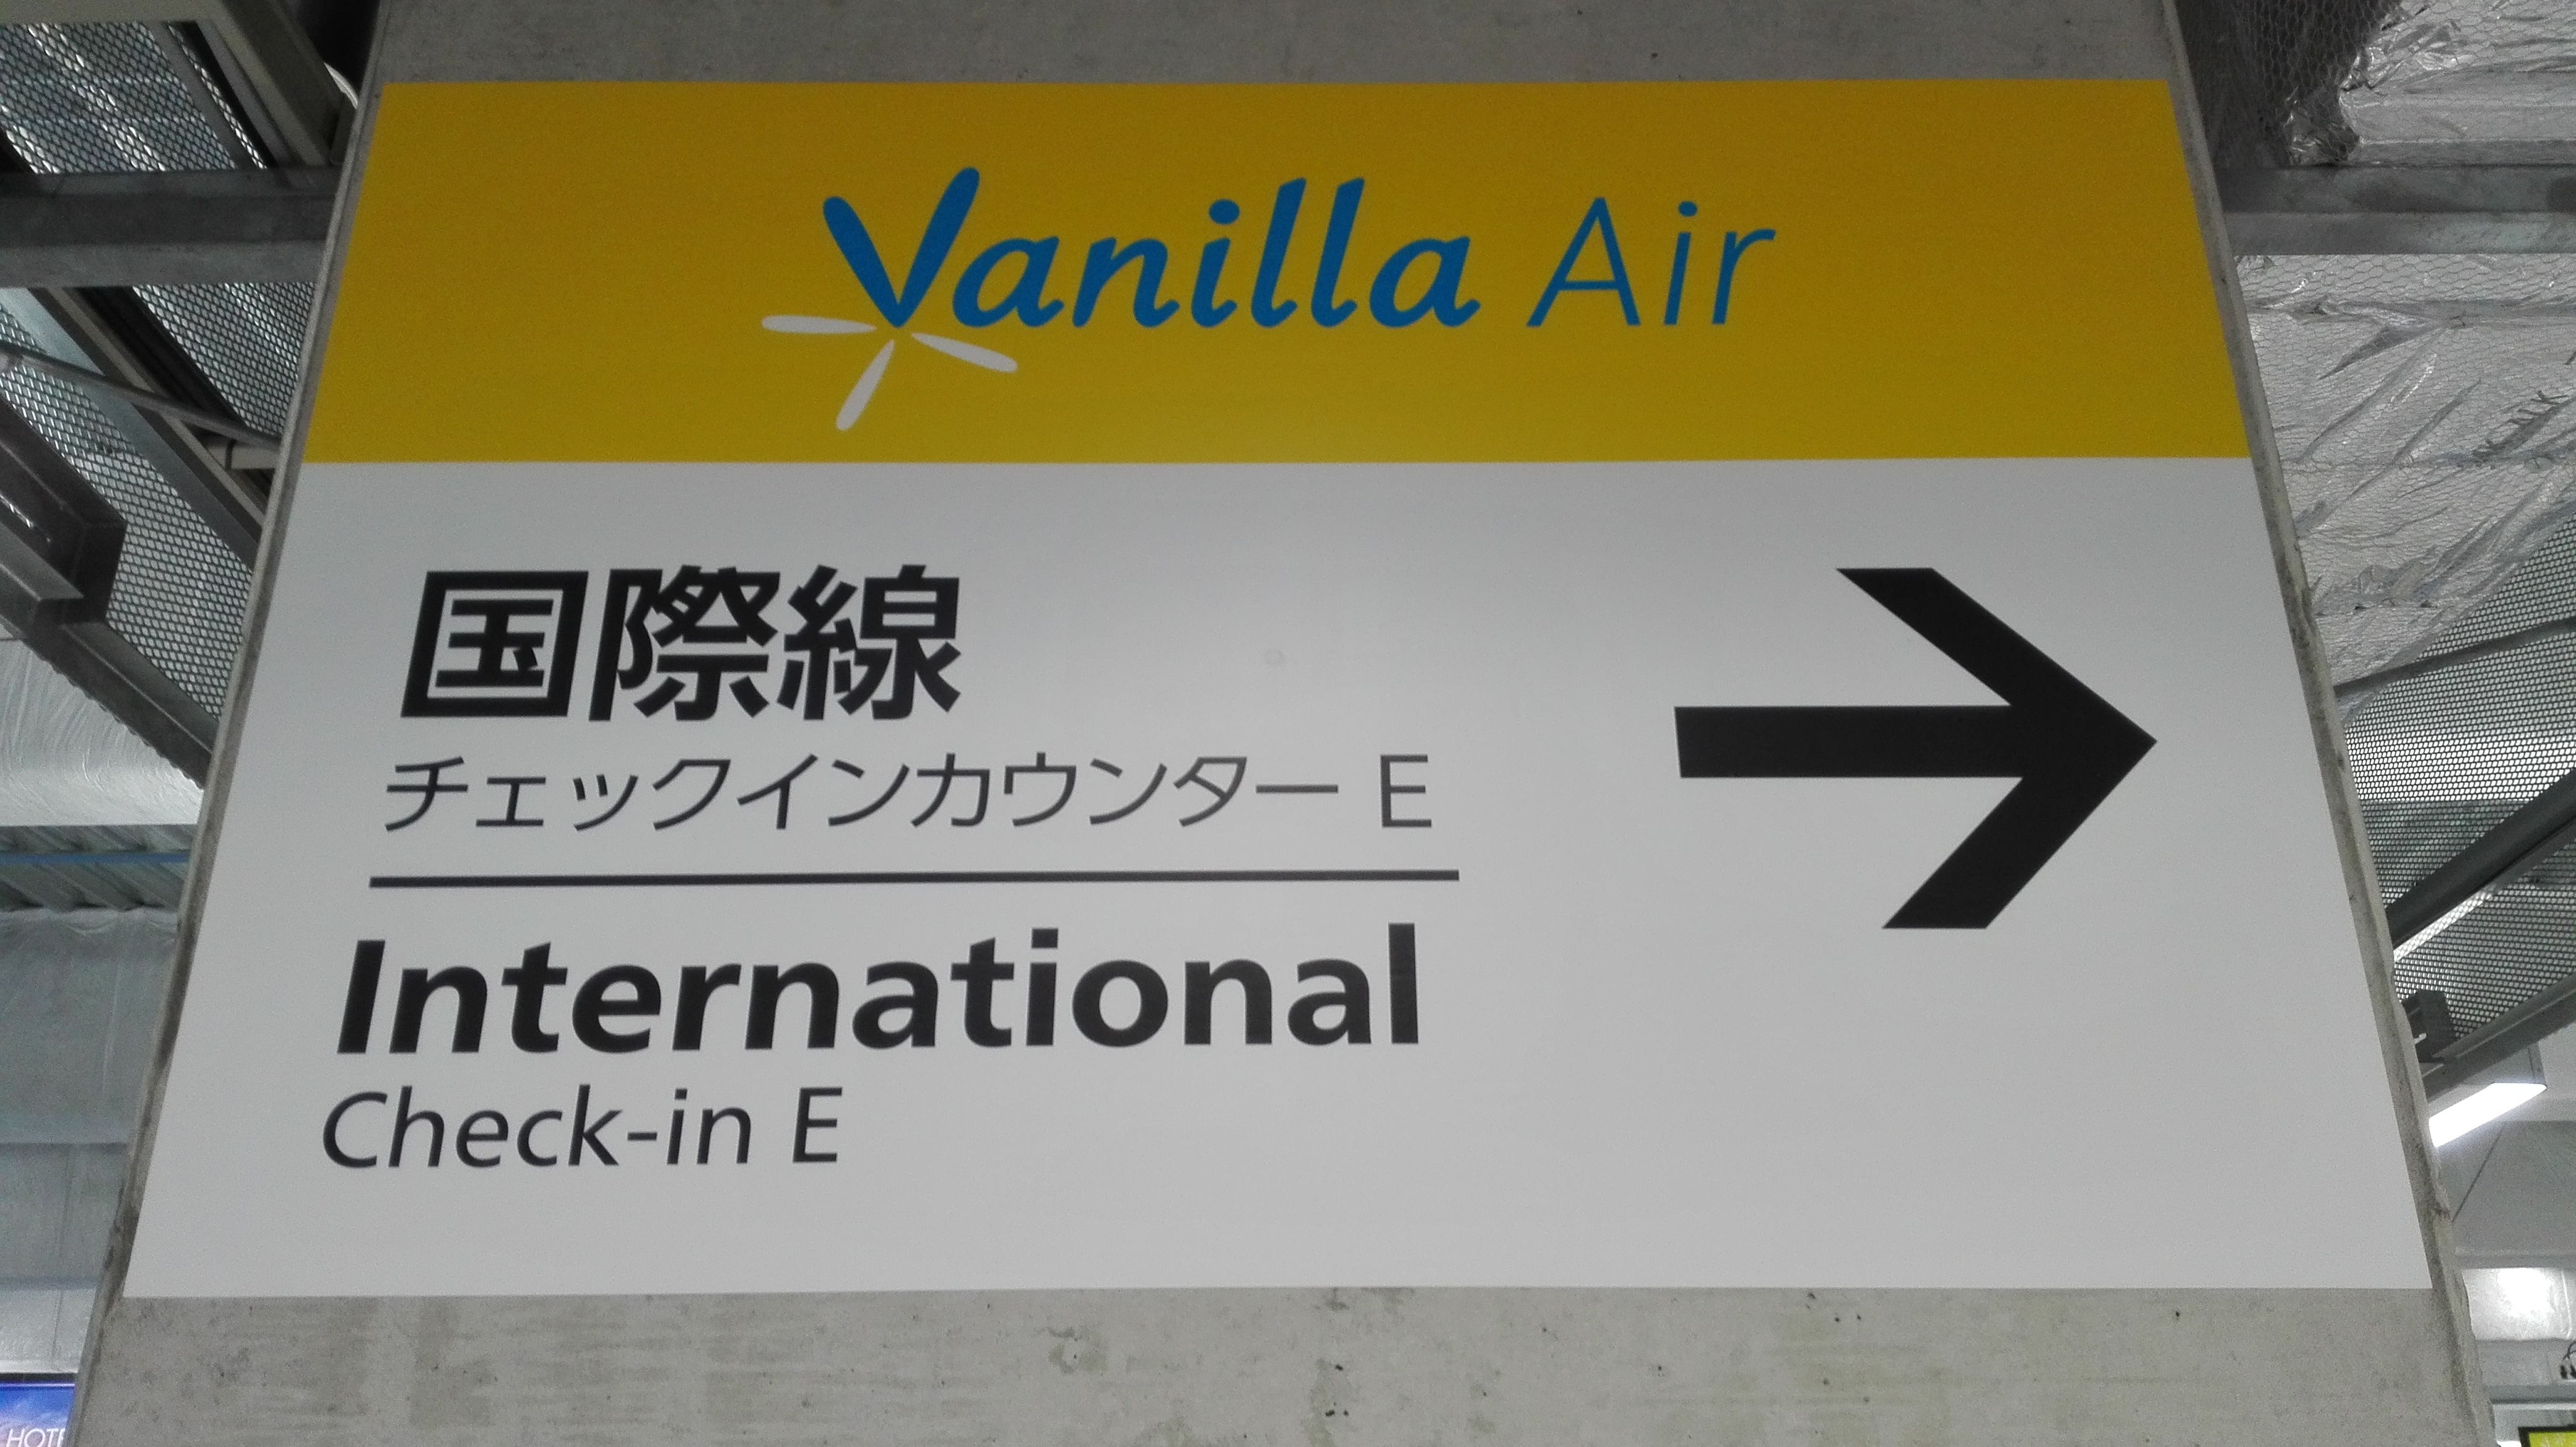 Vanilla Air
国際線
チェックインカウンター E
International
Check-in E